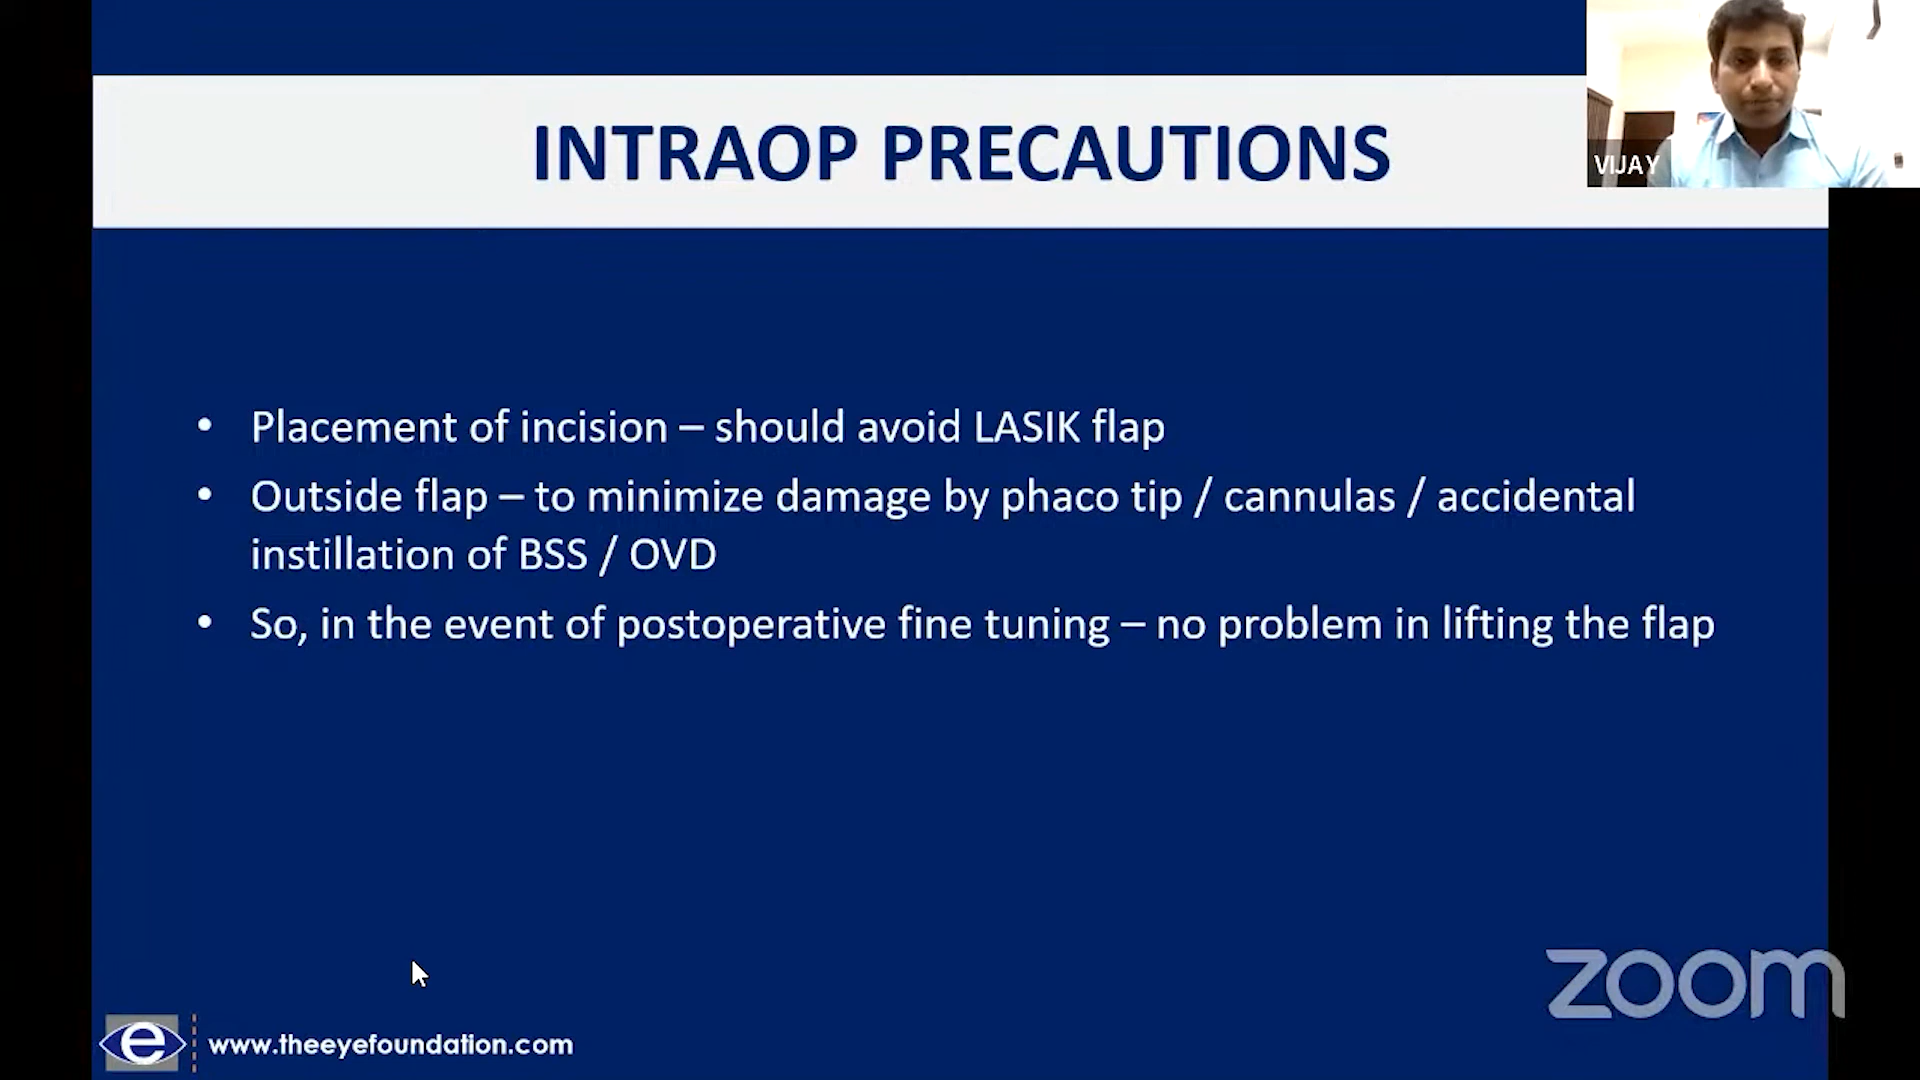 INTRAOP PRECAUTIONS
VIJAY
• Placement of incision – should avoid LASIK flap
• Outside flap – to minimize damage by phaco tip / cannulas / accidental
instillation of BSS / OVD
• So, in the event of postoperative fine tuning – no problem in lifting the flap
zoom
e
www.theeyefoundation.com